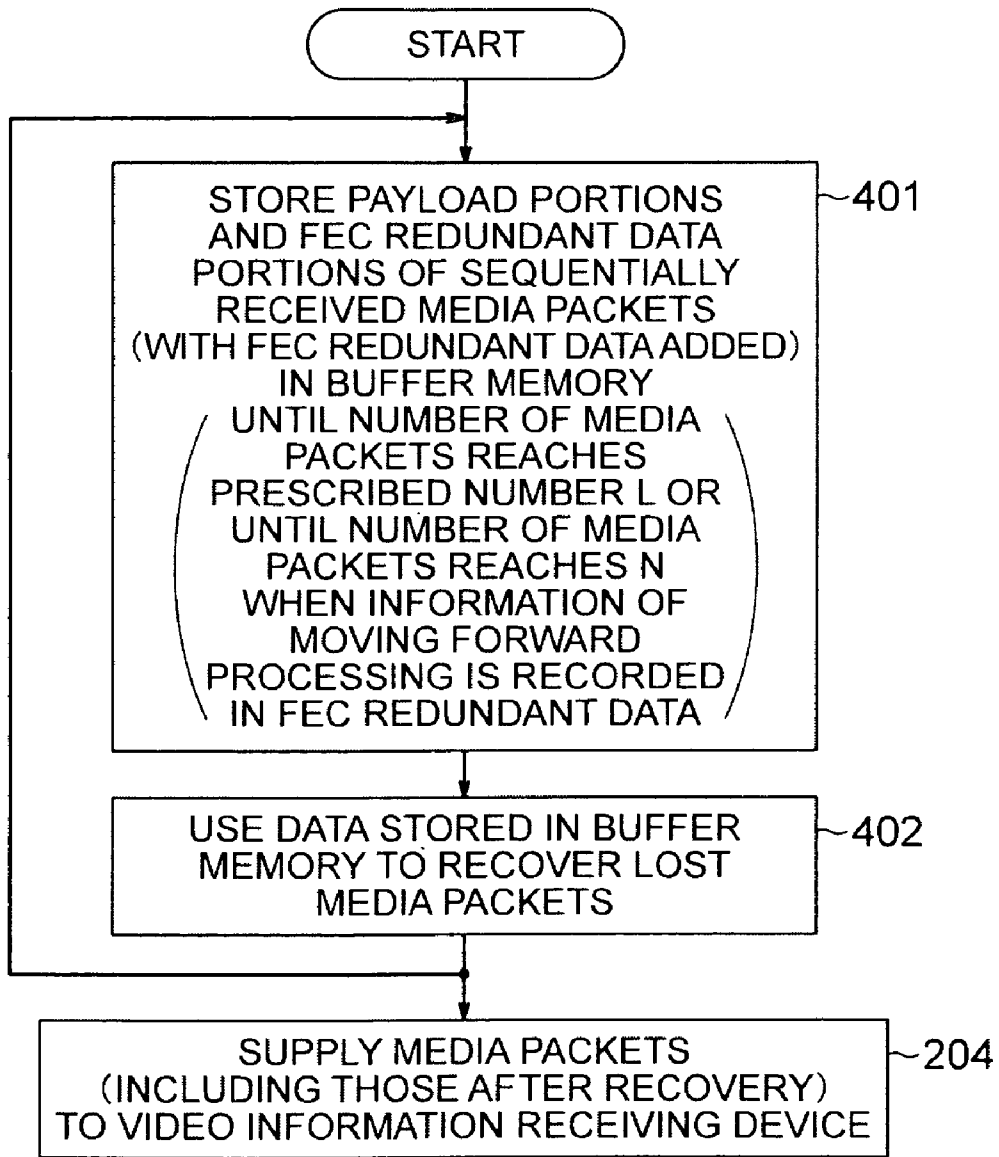 START
STORE PAYLOAD PORTIONS
AND FEC REDUNDANT DATA
PORTIONS OF SEQUENTIALLY
RECEIVED MEDIA PACKETS
(WITH FEC REDUNDANT DATA ADDED)
IN BUFFER MEMORY
UNTIL NUMBER OF MEDIA
PACKETS REACHES
PRESCRIBED NUMBER L OR
UNTIL NUMBER OF MEDIA
PACKETS REACHES N
WHEN INFORMATION OF
MOVING FORWARD
PROCESSING IS RECORDED
IN FEC REDUNDANT DATA
401
USE DATA STORED IN BUFFER
MEMORY TO RECOVER LOST
MEDIA PACKETS
402
SUPPLY MEDIA PACKETS
(INCLUDING THOSE AFTER RECOVERY)
TO VIDEO INFORMATION RECEIVING DEVICE
204